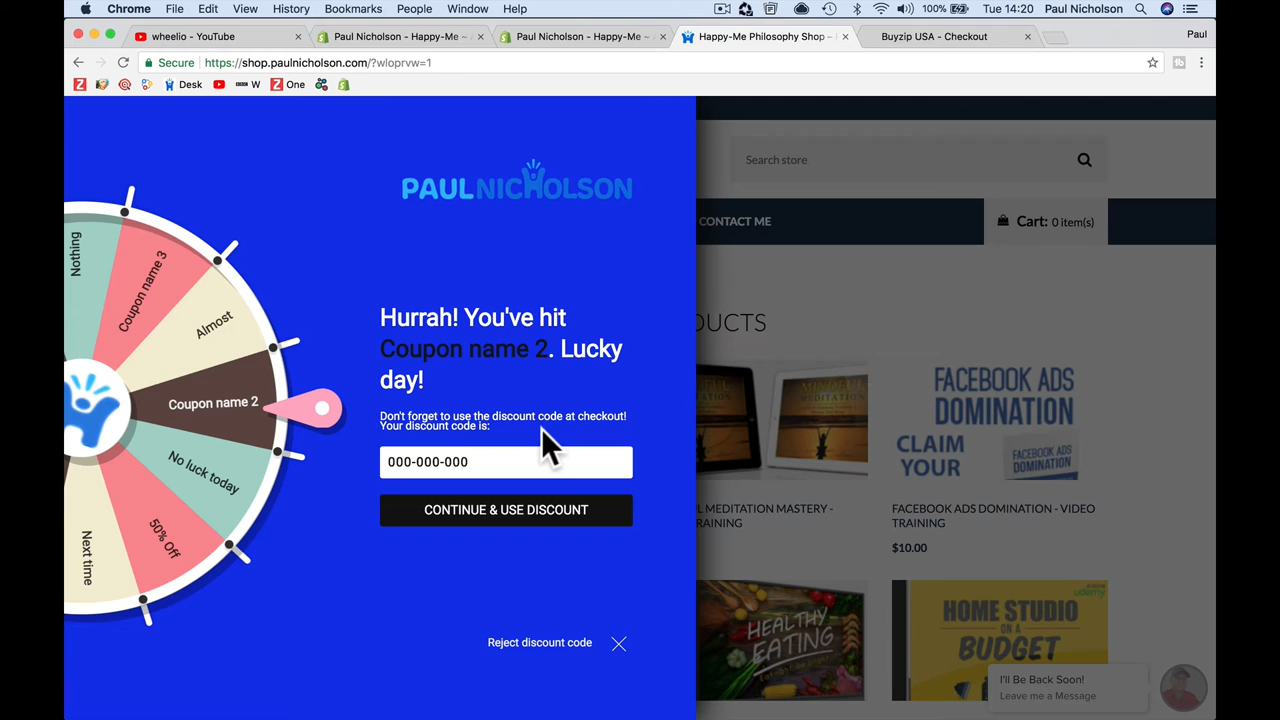 Chrome File Edit View History Bookmarks People Window Help 100% Tue 14:20 Paul Nicholson
wheelio - YouTube Paul Nicholson - Happy-Me ~ Paul Nicholson - Happy-Me ~ Happy-Me Philosophy Shop – Buyzip USA - Checkout Paul
Secure https://shop.paulnicholson.com/?wloprvw=1
Desk W One
PAULNICHOLSON
Search store
CONTACT ME Cart: 0 item(s)
Nothing
Coupon name 3
Almost
Coupon name 2
No luck today
50% Off
Next time
Hurrah! You've hit
Coupon name 2. Lucky
day!
Don't forget to use the discount code at checkout!
Your discount code is:
000-000-000
CONTINUE & USE DISCOUNT
Reject discount code
MINDFUL
FACEBOOK ADS
DOMINATION
CLAIM
YOUR
FACEBOOK ADS
DOMINATION
MEDITATION MASTERY -
FACEBOOK ADS DOMINATION - VIDEO
TRAINING
$10.00
HEALTHY
EATING
udemy
HOME STUDIO
ON A
BUDGET
I'll Be Back Soon!
Leave me a Message